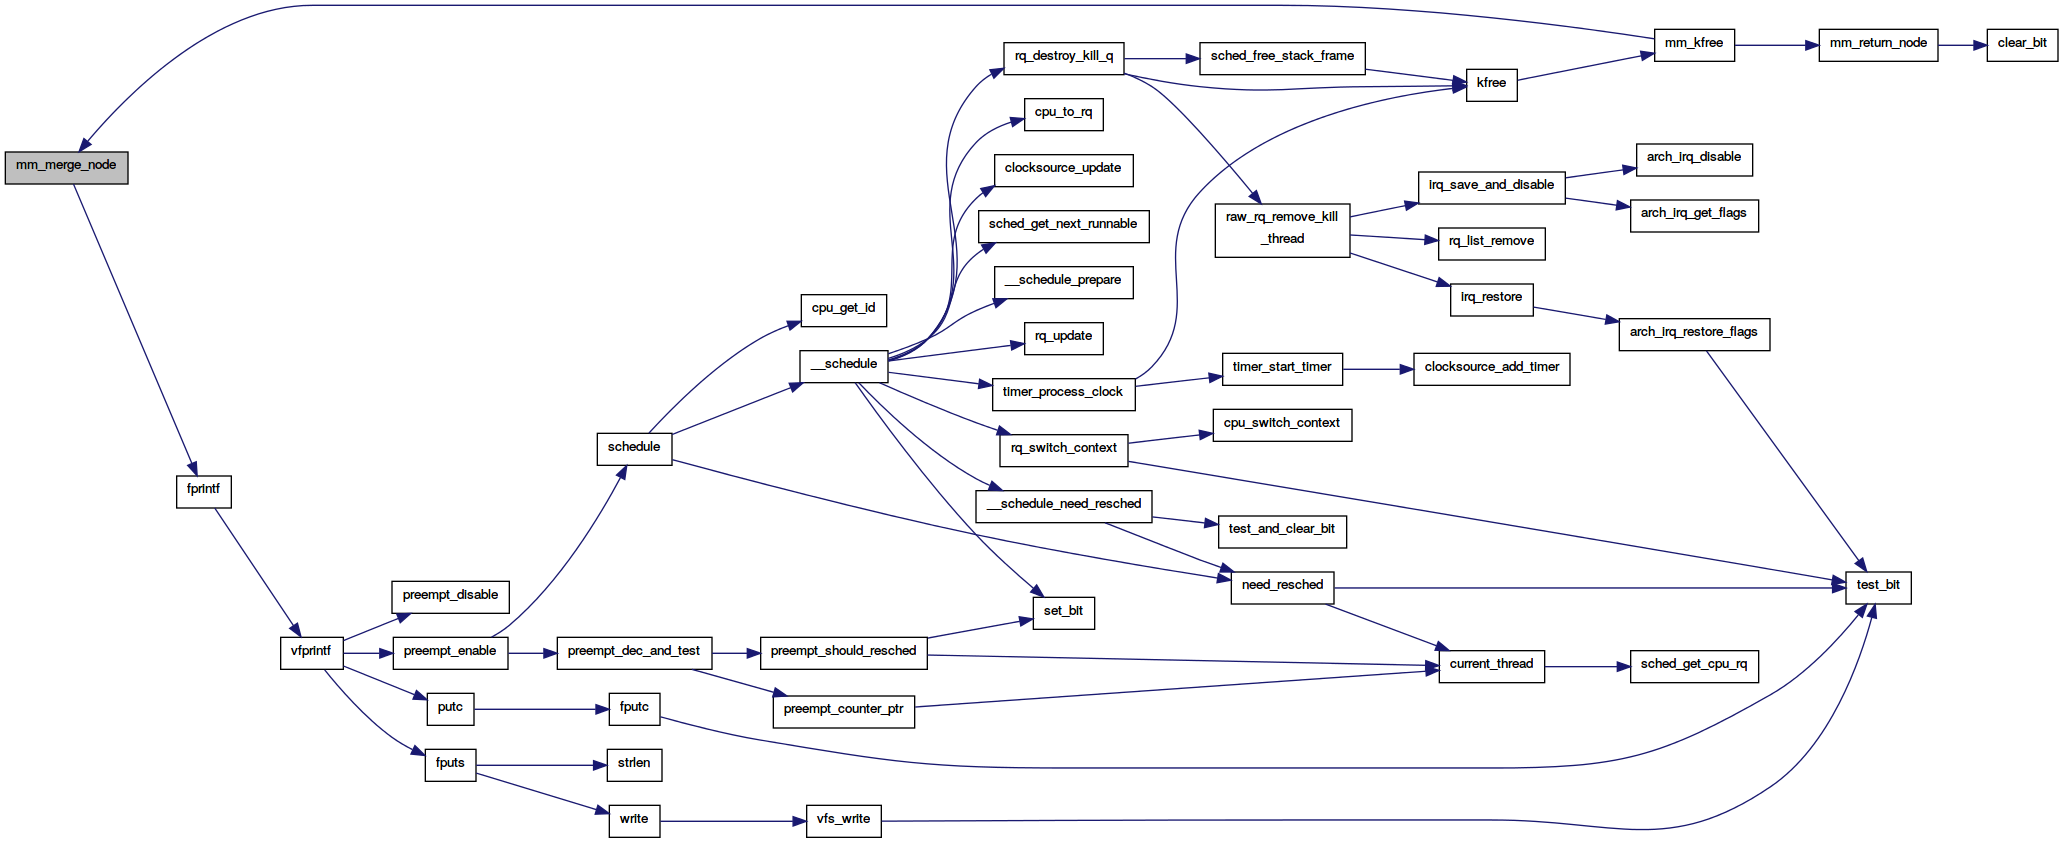 mm_merge_node
fprintf
vfprintf
preempt_disable
preempt_enable
putc
fputs
schedule
preempt_dec_and_test
fputc
strlen
write
cpu_get_id
__schedule
preempt_should_resched
preempt_counter_ptr
vfs_write
rq_destroy_kill_q
cpu_to_rq
clocksource_update
sched_get_next_runnable
__schedule_prepare
rq_update
timer_process_clock
rq_switch_context
__schedule_need_resched
set_bit
sched_free_stack_frame
raw_rq_remove_kill
_thread
timer_start_timer
cpu_switch_context
test_and_clear_bit
need_resched
kfree
irq_save_and_disable
rq_list_remove
irq_restore
clocksource_add_timer
current_thread
mm_kfree
arch_irq_disable
arch_irq_get_flags
arch_irq_restore_flags
sched_get_cpu_rq
mm_return_node
test_bit
clear_bit